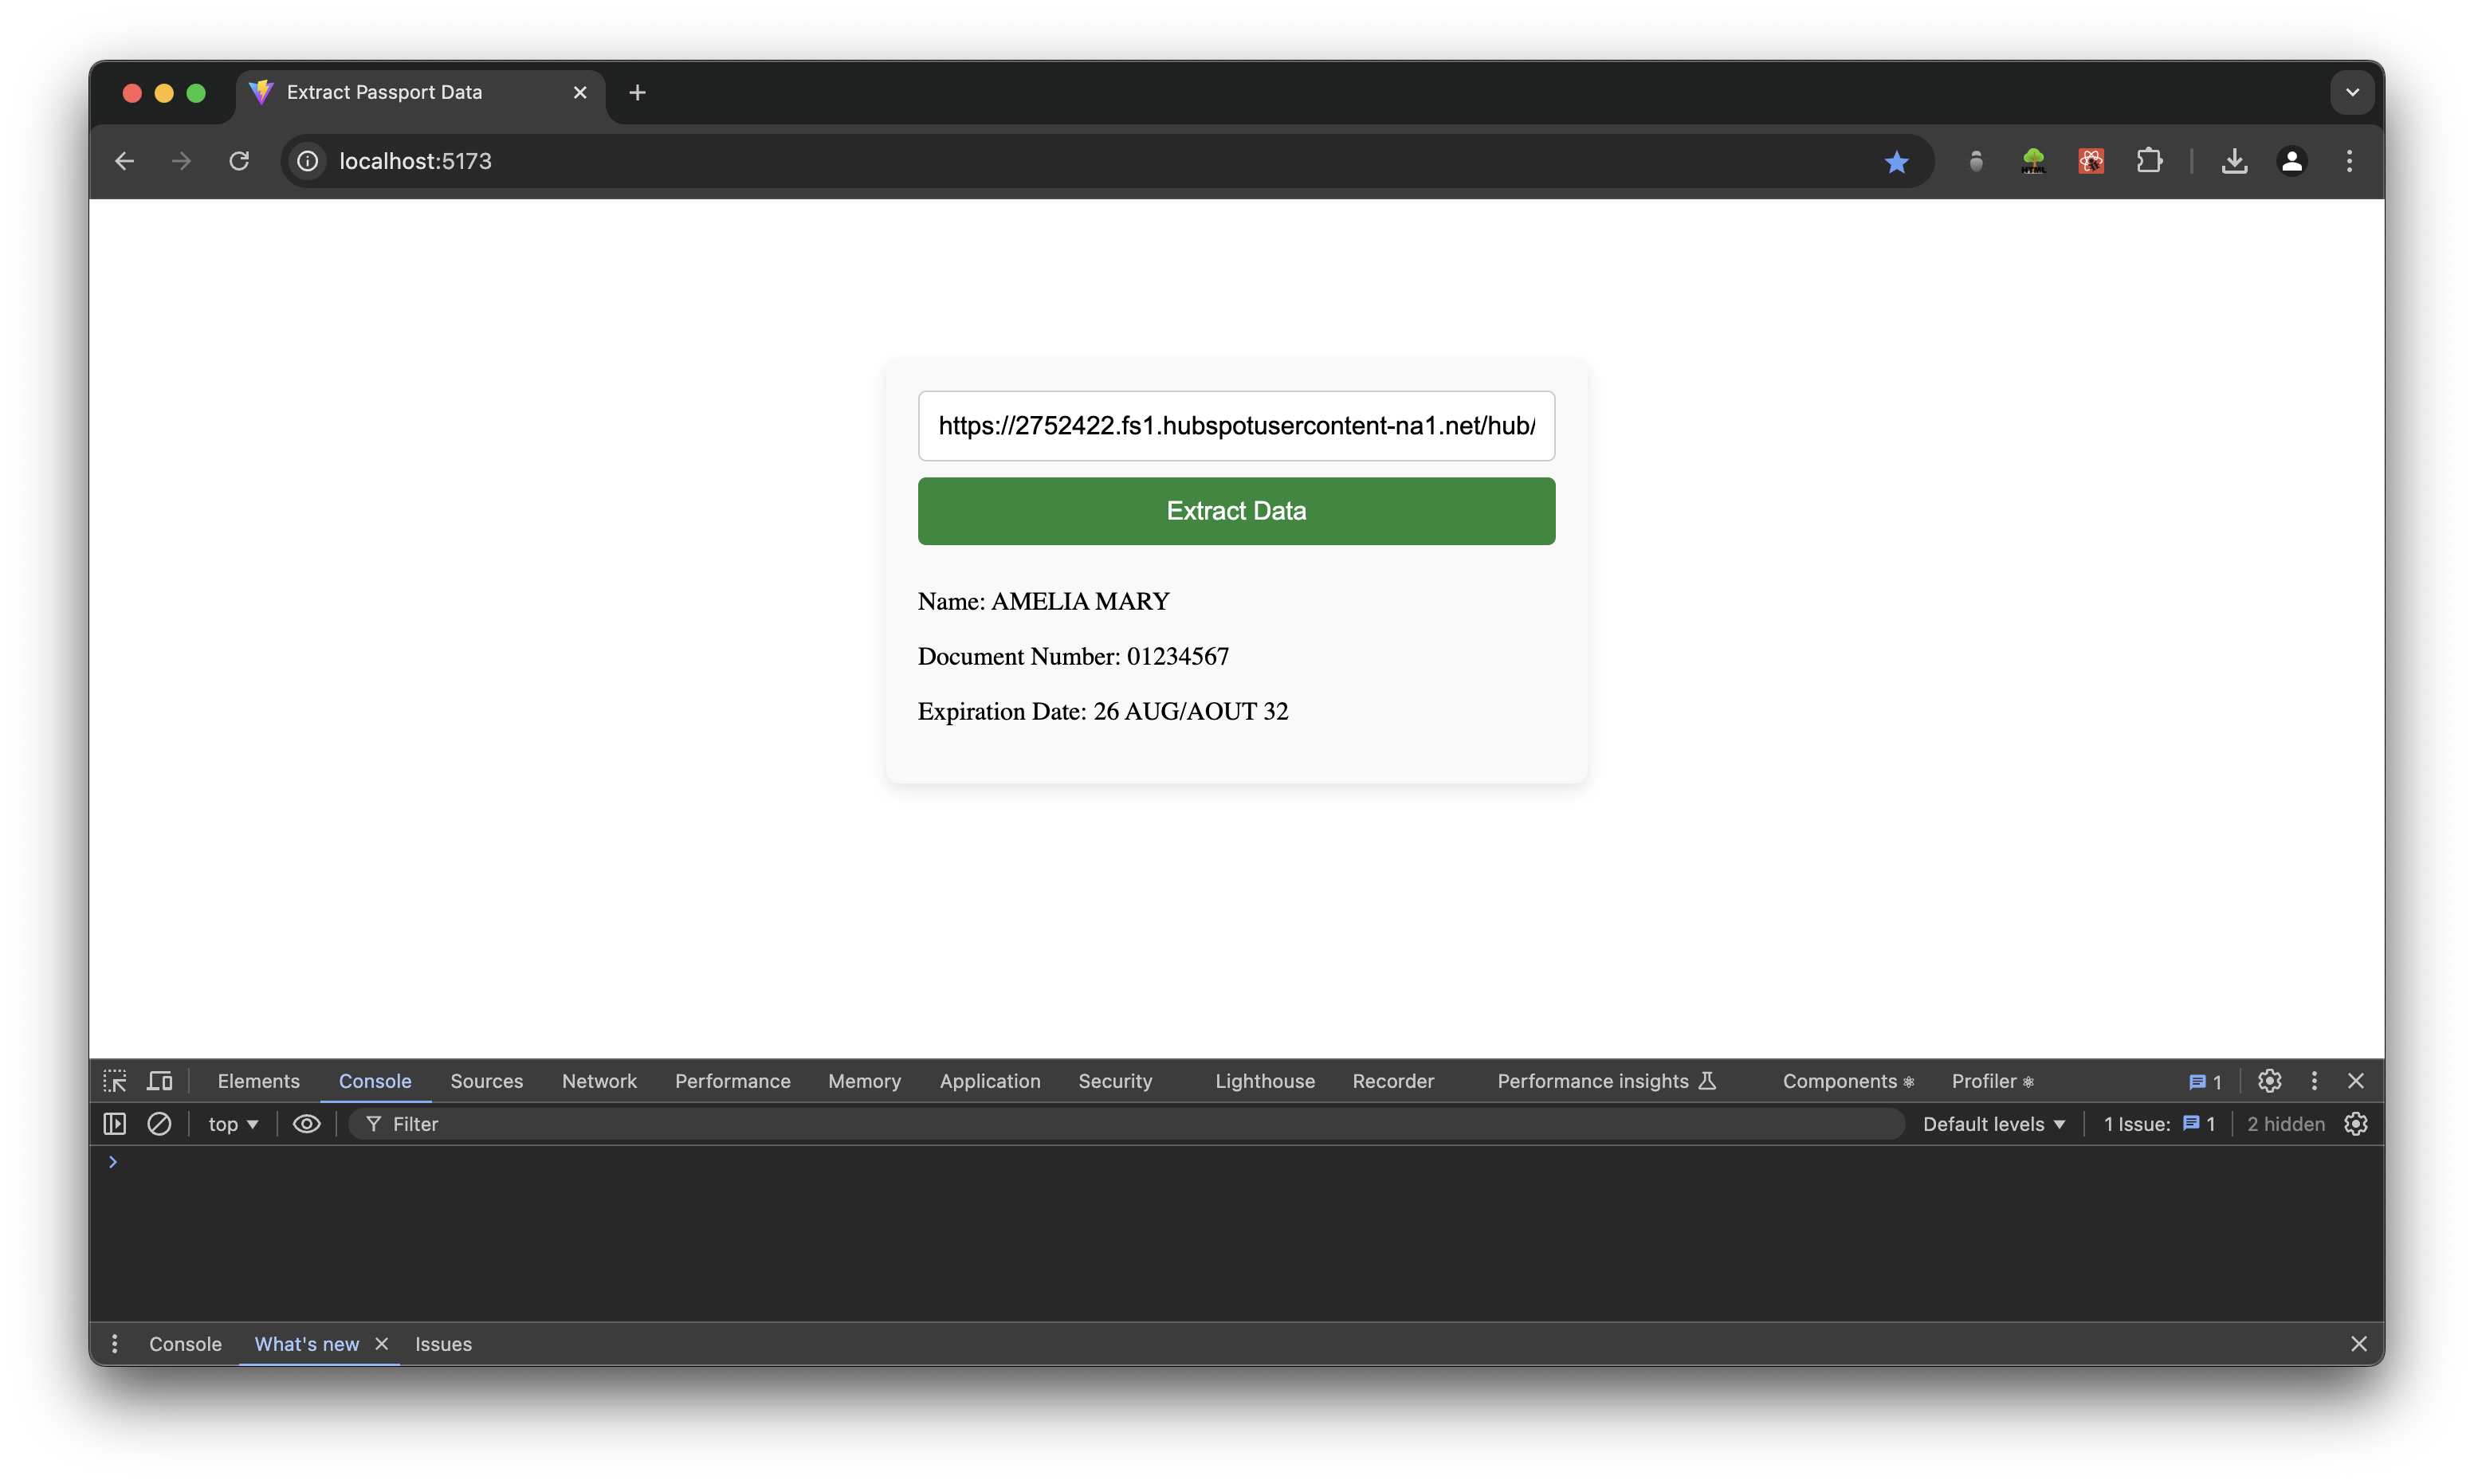 Extract Passport Data
localhost:5173
HTML
https://2752422.fs1.hubspotusercontent-na1.net/hub/
Extract Data
Name: AMELIA MARY
Document Number: 01234567
Expiration Date: 26 AUG/AOUT 32
Elements Console Sources Network Performance Memory Application Security Lighthouse Recorder Performance insights Components Profiler 1
top Filter Default levels 1 Issue: 1 2 hidden
Console What's new Issues